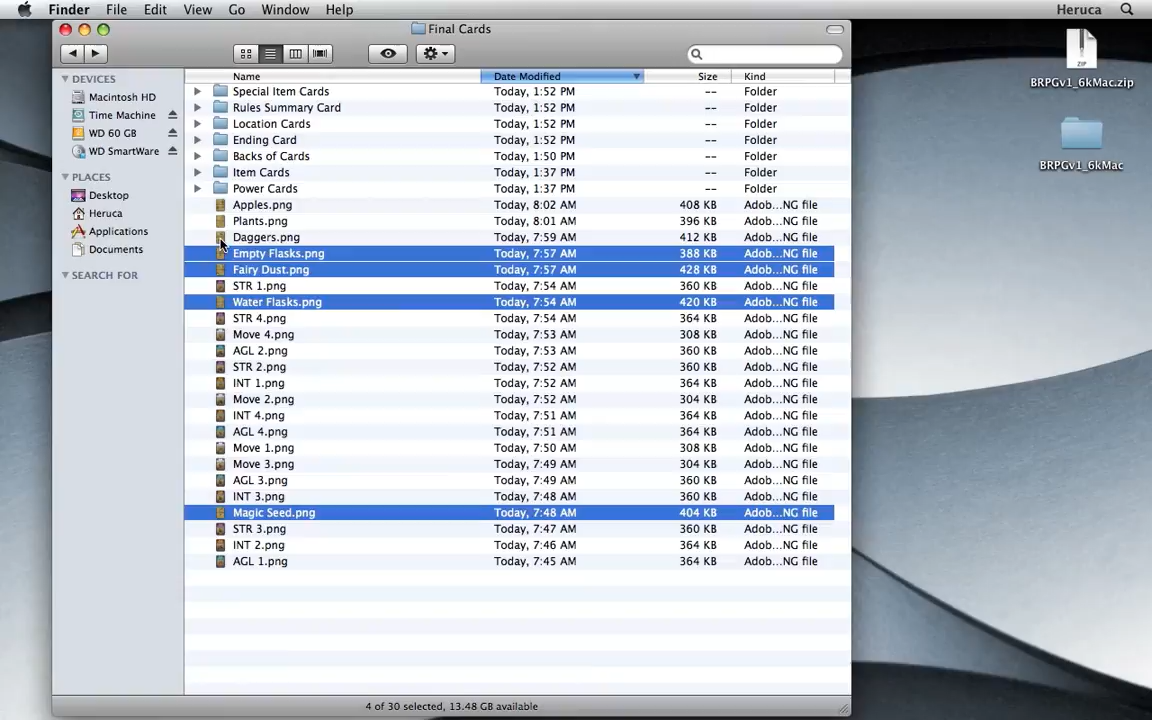 Finder File Edit View Go Window Help Heruca
Final Cards
ZIP
BRPGv1_6kMac.zip
BRPGv1_6kMac
DEVICES
Macintosh HD
Time Machine
WD 60 GB
WD SmartWare
PLACES
Desktop
Heruca
Applications
Documents
SEARCH FOR
Name Date Modified Size Kind
Special Item Cards Today, 1:52 PM -- Folder
Rules Summary Card Today, 1:52 PM -- Folder
Location Cards Today, 1:52 PM -- Folder
Ending Card Today, 1:52 PM -- Folder
Backs of Cards Today, 1:50 PM -- Folder
Item Cards Today, 1:37 PM -- Folder
Power Cards Today, 1:37 PM -- Folder
Apples.png Today, 8:02 AM 408 KB Adob...NG file
Plants.png Today, 8:01 AM 396 KB Adob...NG file
Daggers.png Today, 7:59 AM 412 KB Adob...NG file
Empty Flasks.png Today, 7:57 AM 388 KB Adob...NG file
Fairy Dust.png Today, 7:57 AM 428 KB Adob...NG file
STR 1.png Today, 7:54 AM 360 KB Adob...NG file
Water Flasks.png Today, 7:54 AM 420 KB Adob...NG file
STR 4.png Today, 7:54 AM 364 KB Adob...NG file
Move 4.png Today, 7:53 AM 308 KB Adob...NG file
AGL 2.png Today, 7:53 AM 360 KB Adob...NG file
STR 2.png Today, 7:52 AM 360 KB Adob...NG file
INT 1.png Today, 7:52 AM 364 KB Adob...NG file
Move 2.png Today, 7:52 AM 304 KB Adob...NG file
INT 4.png Today, 7:51 AM 364 KB Adob...NG file
AGL 4.png Today, 7:51 AM 364 KB Adob...NG file
Move 1.png Today, 7:50 AM 308 KB Adob...NG file
Move 3.png Today, 7:49 AM 304 KB Adob...NG file
AGL 3.png Today, 7:49 AM 360 KB Adob...NG file
INT 3.png Today, 7:48 AM 360 KB Adob...NG file
Magic Seed.png Today, 7:48 AM 404 KB Adob...NG file
STR 3.png Today, 7:47 AM 360 KB Adob...NG file
INT 2.png Today, 7:46 AM 364 KB Adob...NG file
AGL 1.png Today, 7:45 AM 364 KB Adob...NG file
4 of 30 selected, 13.48 GB available